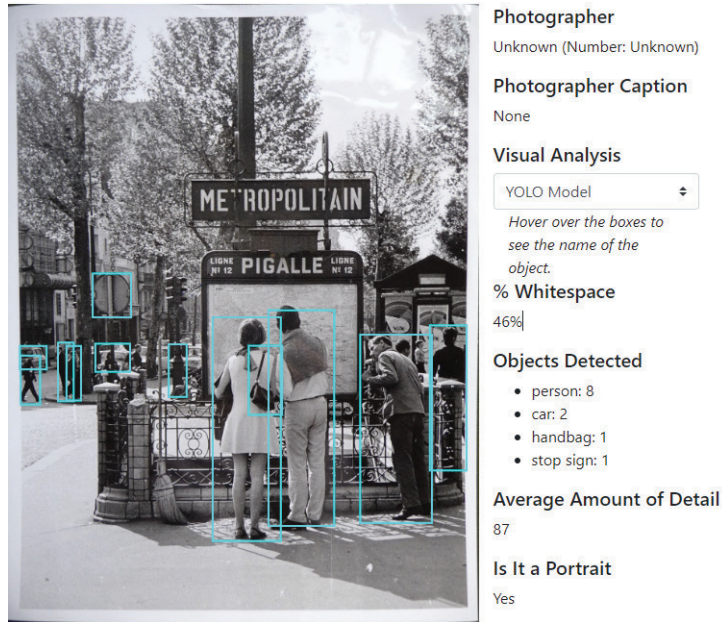 METROPOLITAIN
LIGNE Nº 12 PIGALLE LIGNE Nº 12
Photographer
Unknown (Number: Unknown)
Photographer Caption
None
Visual Analysis
YOLO Model
Hover over the boxes to
see the name of the
object.
% Whitespace
46%
Objects Detected
person: 8
car: 2
handbag: 1
stop sign: 1
Average Amount of Detail
87
Is It a Portrait
Yes